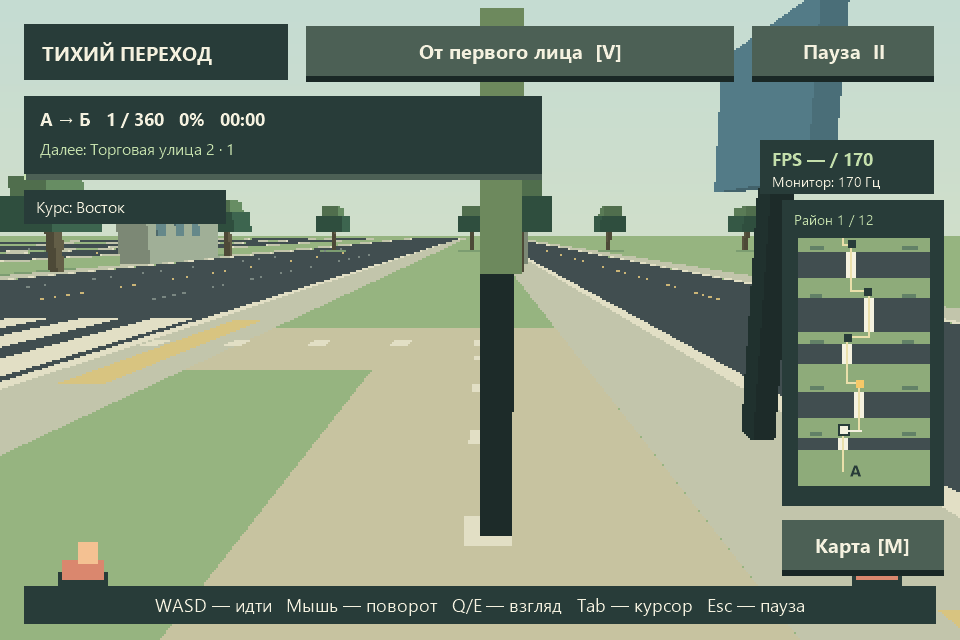 ТИХИЙ ПЕРЕХОД
От первого лица [V]
Пауза II
А → Б 1 / 360 0% 00:00
Далее: Торговая улица 2 · 1
FPS — / 170
Монитор: 170 Гц
Курс: Восток
Район 1 / 12
А
Карта [M]
WASD — идти Мышь — поворот Q/E — взгляд Tab — курсор Esc — пауза